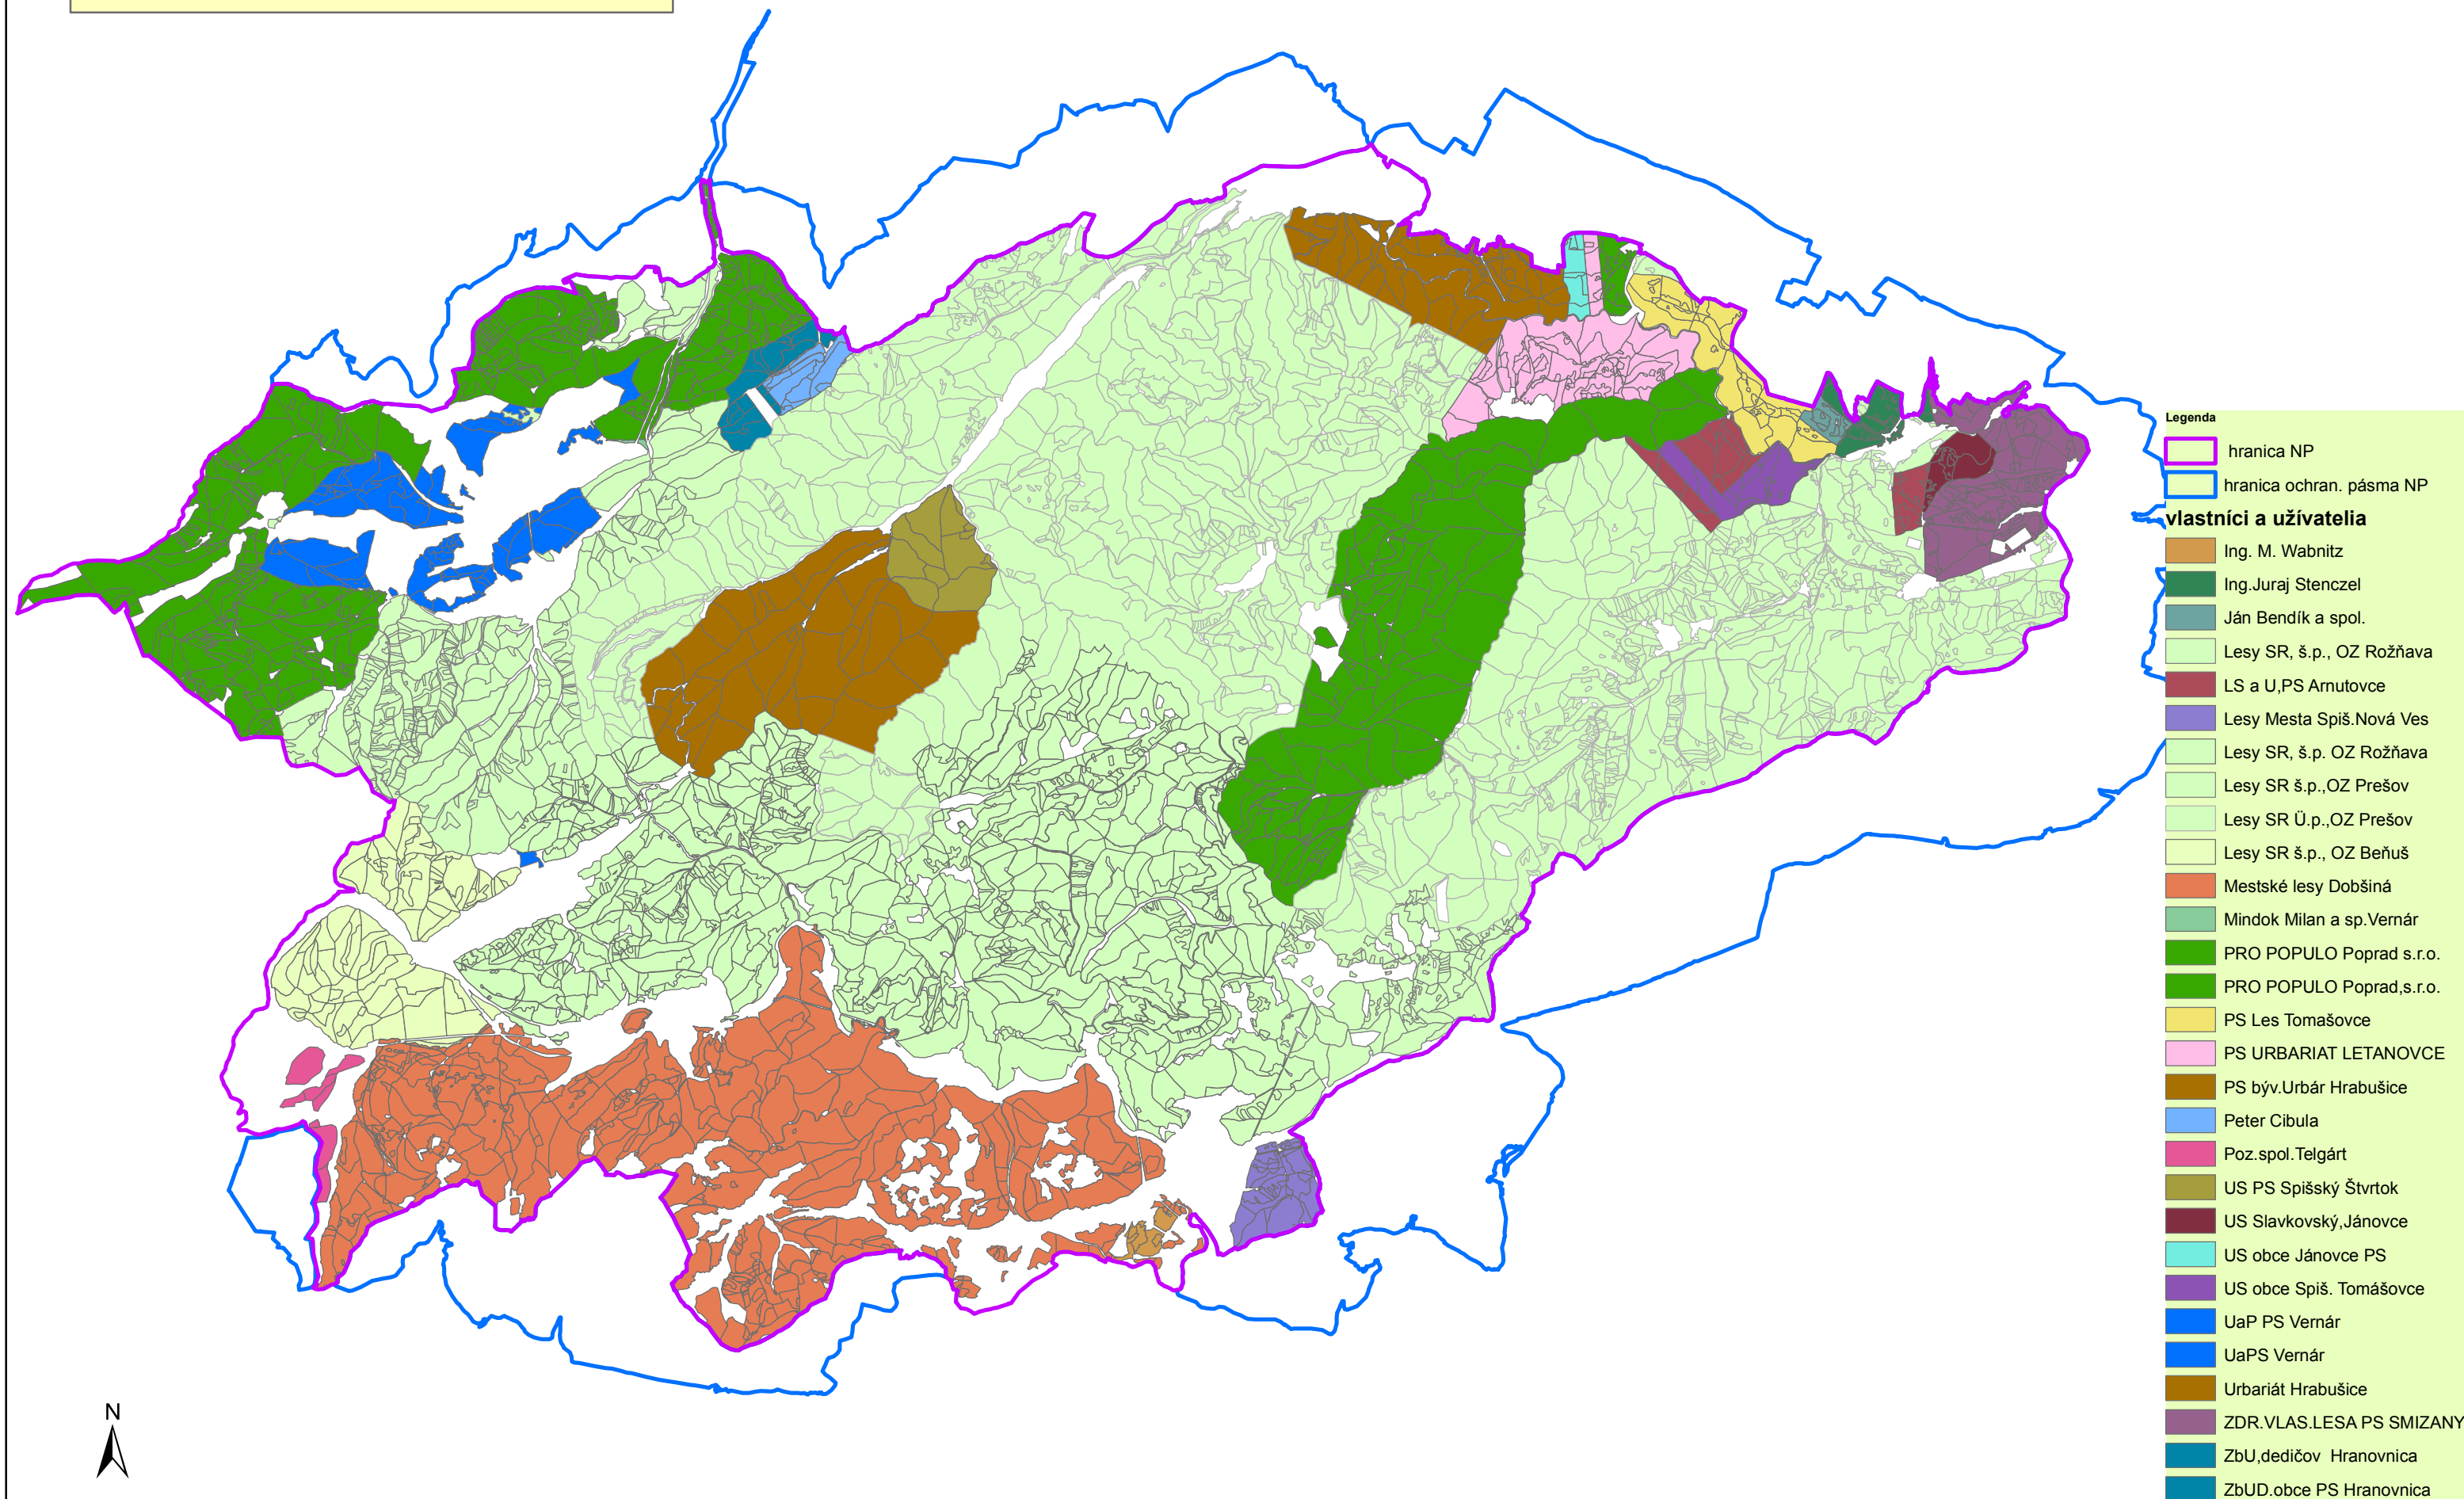 Legenda
hranica NP
hranica ochran. pásma NP
vlastníci a užívatelia
Ing. M. Wabnitz
Ing.Juraj Stenczel
Ján Bendík a spol.
Lesy SR, š.p., OZ Rožňava
LS a U,PS Arnutovce
Lesy Mesta Spiš.Nová Ves
Lesy SR, š.p. OZ Rožňava
Lesy SR š.p.,OZ Prešov
Lesy SR Ü.p.,OZ Prešov
Lesy SR š.p., OZ Beňuš
Mestské lesy Dobšiná
Mindok Milan a sp.Vernár
PRO POPULO Poprad s.r.o.
PRO POPULO Poprad,s.r.o.
PS Les Tomašovce
PS URBARIAT LETANOVCE
PS býv.Urbár Hrabušice
Peter Cibula
Poz.spol.Telgárt
US PS Spišský Štvrtok
US Slavkovský,Jánovce
US obce Jánovce PS
US obce Spiš. Tomášovce
UaP PS Vernár
UaPS Vernár
Urbariát Hrabušice
ZDR.VLAS.LESA PS SMIZANY
ZbU,dedičov  Hranovnica
ZbUD.obce PS Hranovnica
N